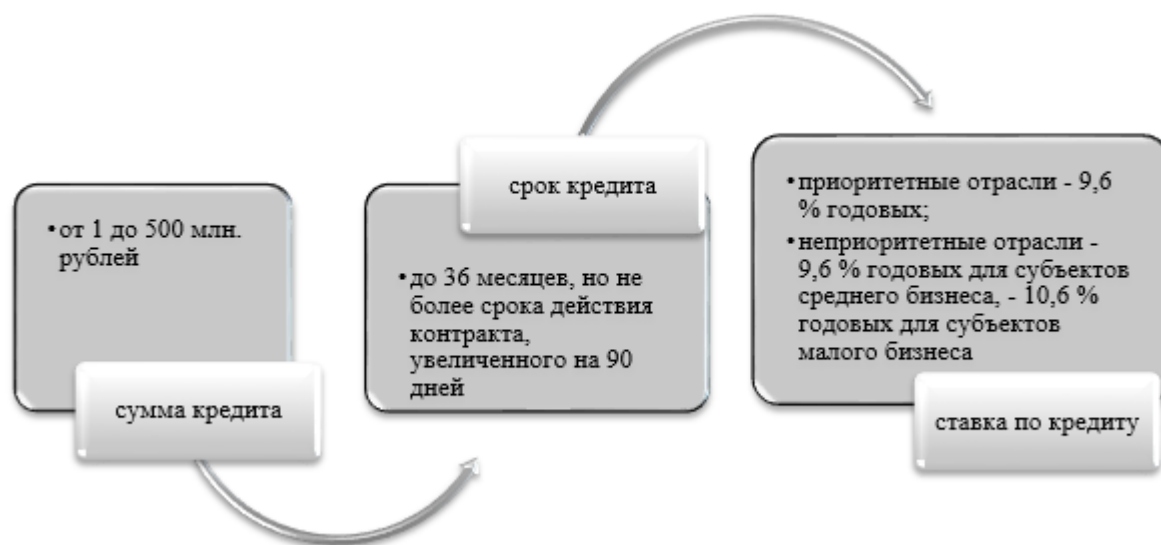 •от 1 до 500 млн.
рублей
сумма кредита
срок кредита
•до 36 месяцев, но не
более срока действия
контракта,
увеличенного на 90
дней
•приоритетные отрасли - 9,6
% годовых;
•неприоритетные отрасли -
9,6 % годовых для субъектов
среднего бизнеса, - 10,6 %
годовых для субъектов
малого бизнеса
ставка по кредиту